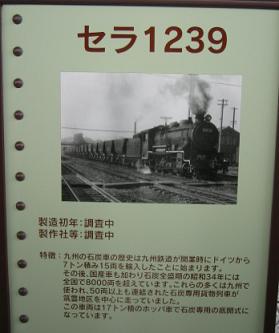 セラ1239
製造初年：調査中
製作社等：調査中
特徴：九州の石炭車の歴史は九州鉄道が開業時にドイツから
7トン積み15両を輸入したことに始まります。
その後、国産車も加わり石炭全盛期の昭和34年には
全国で8000両を超えています。これらの多くは九州で
使われ、50両以上も連結された石炭専用貨物列車が
筑豊地区を中心に走っていました。
この車両は17トン積のホッパ車で石炭専用の底開式に
なっています。